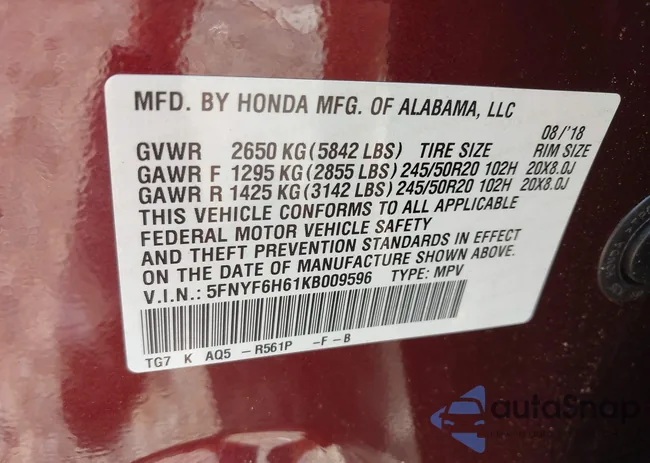 MFD. BY HONDA MFG. OF ALABAMA, LLC
08/'18
GVWR 2650 KG (5842 LBS) TIRE SIZE RIM SIZE
GAWR F 1295 KG (2855 LBS) 245/50R20 102H 20X8.0J
GAWR R 1425 KG (3142 LBS) 245/50R20 102H 20X8.0J
THIS VEHICLE CONFORMS TO ALL APPLICABLE
FEDERAL MOTOR VEHICLE SAFETY
AND THEFT PREVENTION STANDARDS IN EFFECT
ON THE DATE OF MANUFACTURE SHOWN ABOVE.
V.I.N.: 5FNYF6H61KB009596 TYPE: MPV
TG7 K AQ5 -R561P -F-B
autoSnap